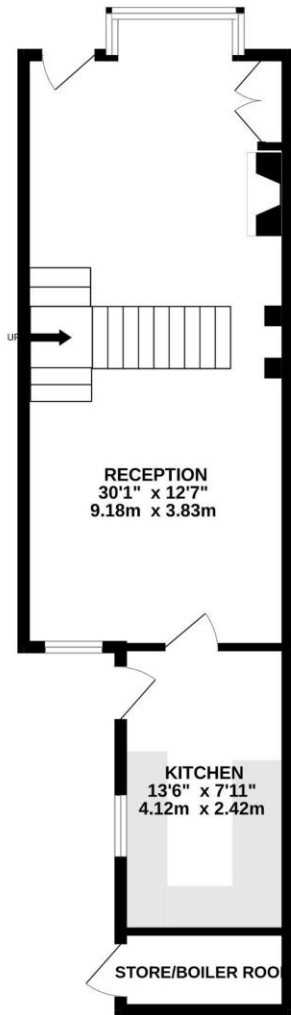 UP
RECEPTION
30'1" x 12'7"
9.18m x 3.83m
KITCHEN
13'6" x 7'11"
4.12m x 2.42m
STORE/BOILER ROO